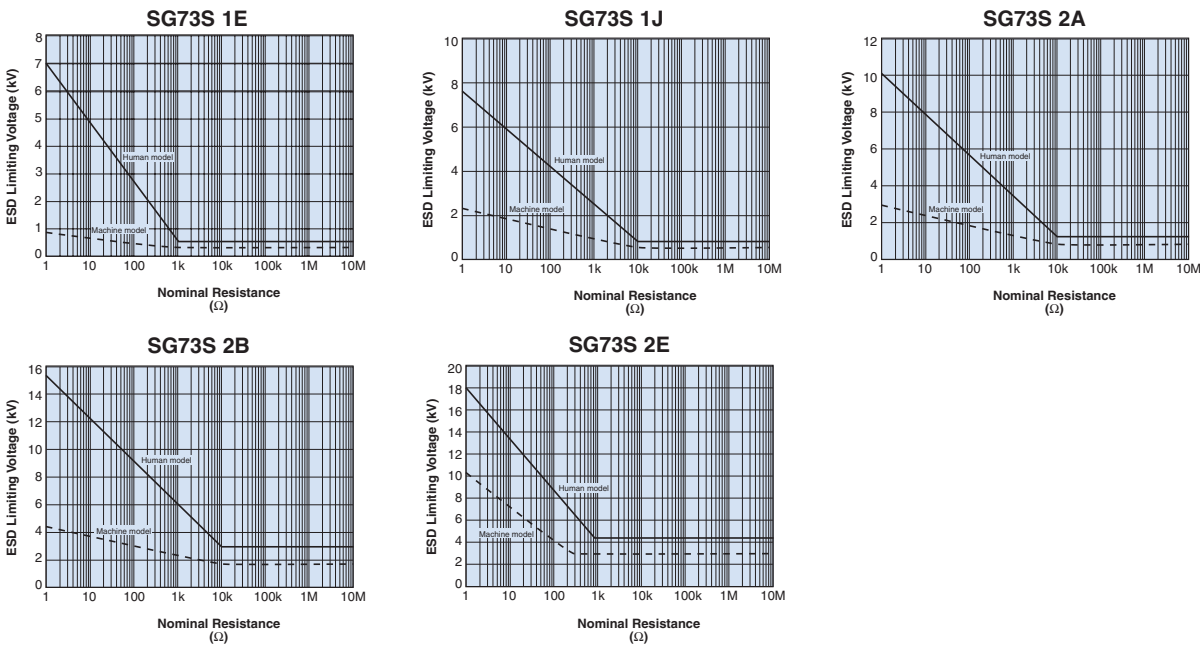 SG73S 1E
ESD Limiting Voltage (kV)
8
7
6
5
4
3
2
1
0
Human model
Machine model
1 10 100 1k 10k 100k 1M 10M
Nominal Resistance
(Ω)
SG73S 1J
ESD Limiting Voltage (kV)
10
8
6
4
2
0
Human model
Machine model
1 10 100 1k 10k 100k 1M 10M
Nominal Resistance
(Ω)
SG73S 2A
ESD Limiting Voltage (kV)
12
10
8
6
4
2
0
Human model
Machine model
1 10 100 1k 10k 100k 1M 10M
Nominal Resistance
(Ω)
SG73S 2B
ESD Limiting Voltage (kV)
16
14
12
10
8
6
4
2
0
Human model
Machine model
1 10 100 1k 10k 100k 1M 10M
Nominal Resistance
(Ω)
SG73S 2E
ESD Limiting Voltage (kV)
20
18
16
14
12
10
8
6
4
2
0
Human model
Machine model
1 10 100 1k 10k 100k 1M 10M
Nominal Resistance
(Ω)